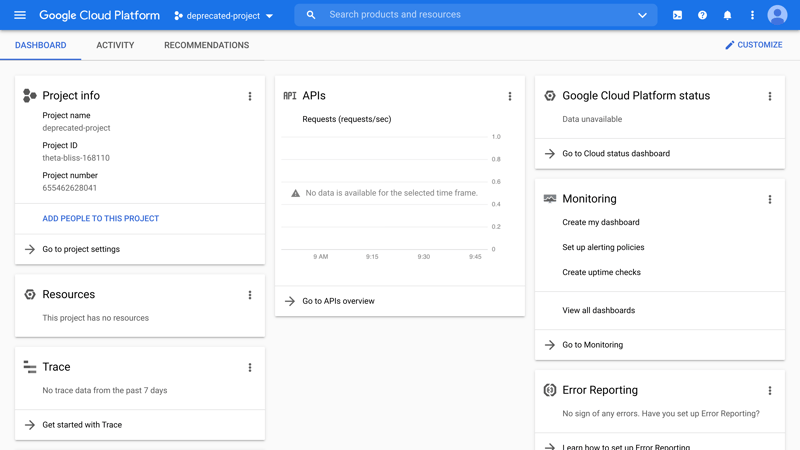 Google Cloud Platform
deprecated-project
Search products and resources
DASHBOARD
ACTIVITY
RECOMMENDATIONS
CUSTOMIZE
Project info
Project name
deprecated-project
Project ID
theta-bliss-168110
Project number
655462628041
ADD PEOPLE TO THIS PROJECT
Go to project settings
Resources
This project has no resources
Trace
No trace data from the past 7 days
Get started with Trace
API
APIs
Requests (requests/sec)
1.0
0.8
0.6
No data is available for the selected time frame.
0.4
0.2
0
9 AM
9:15
9:30
9:45
Go to APIs overview
Google Cloud Platform status
Data unavailable
Go to Cloud status dashboard
Monitoring
Create my dashboard
Set up alerting policies
Create uptime checks
View all dashboards
Go to Monitoring
Error Reporting
No sign of any errors. Have you set up Error Reporting?
Learn how to set up Error Reporting